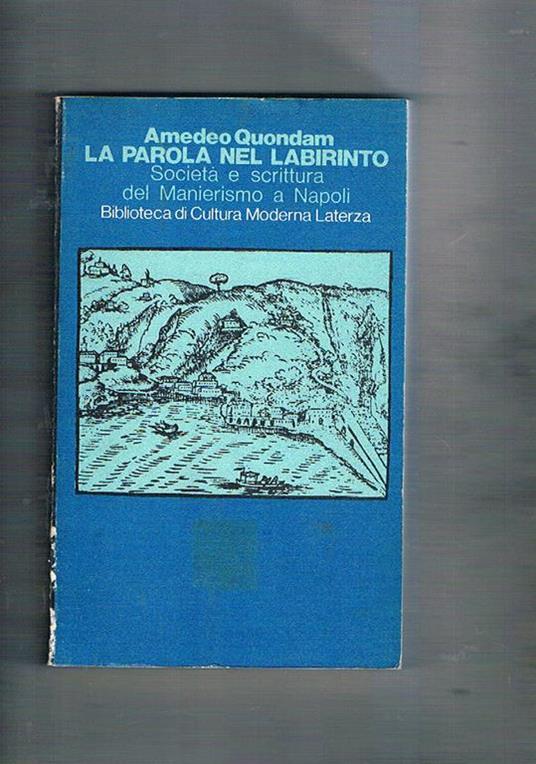 Amedeo Quondam
LA PAROLA NEL LABIRINTO
Società e scrittura
del Manierismo a Napoli
Biblioteca di Cultura Moderna Laterza